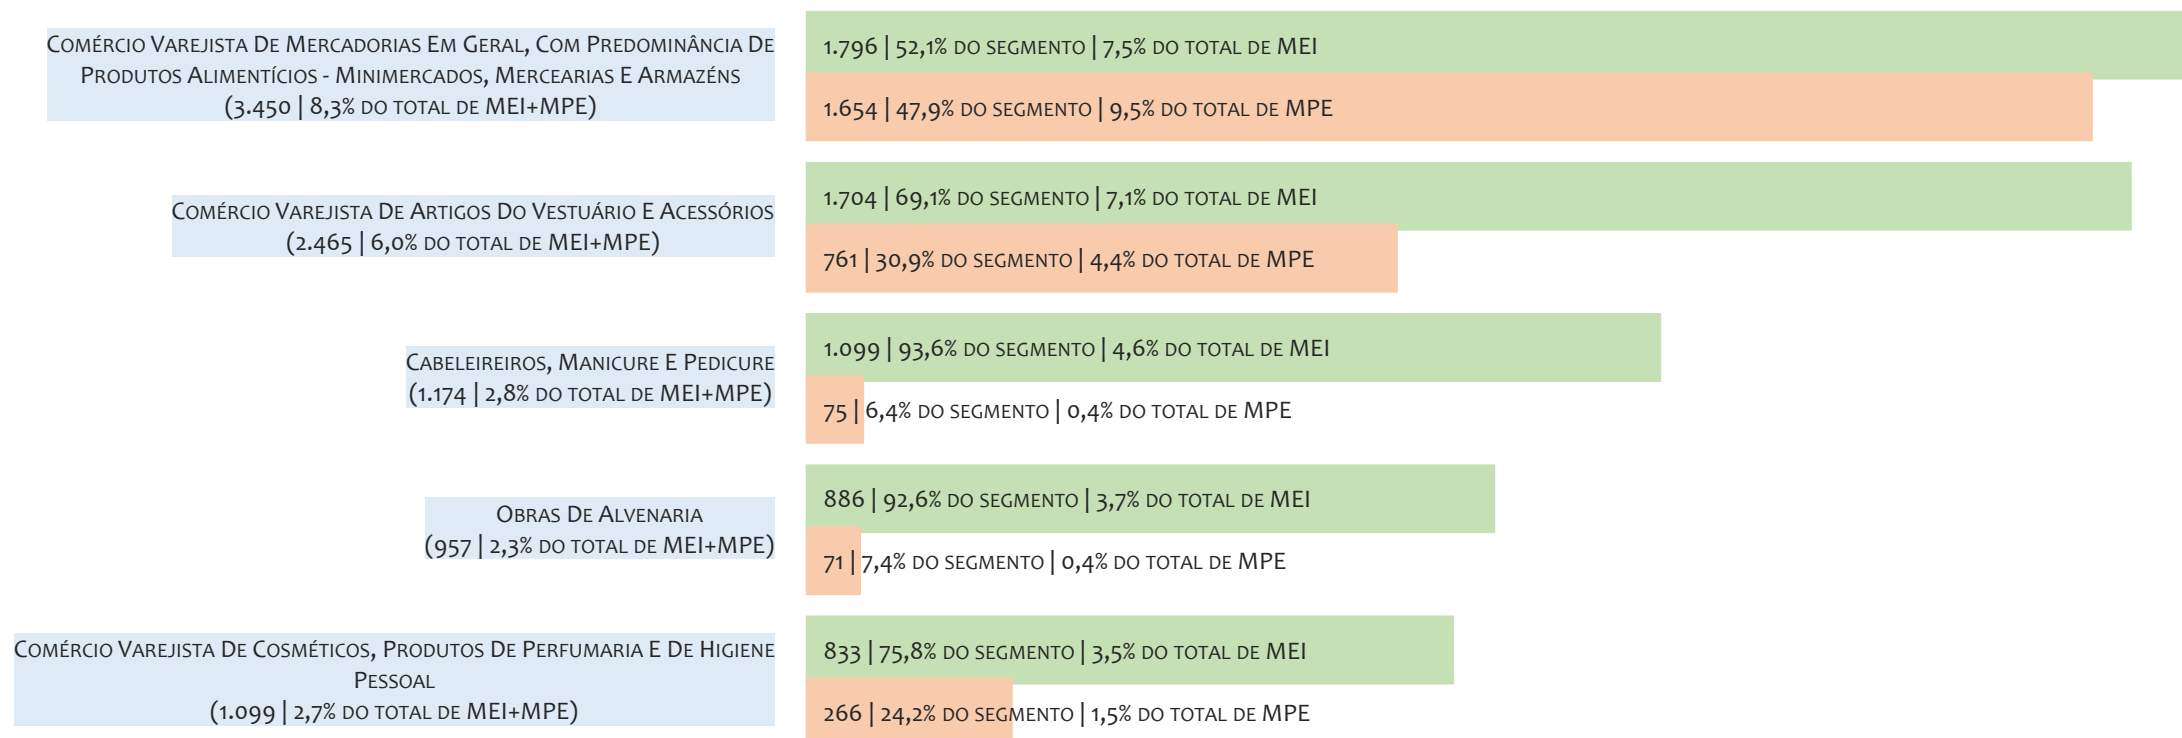 Comércio Varejista De Mercadorias Em Geral, Com Predominância De
Produtos Alimentícios - Minimercados, Mercearias E Armazéns
(3.450 | 8,3% do total de MEI+MPE)
1.796 | 52,1% do segmento | 7,5% do total de MEI
1.654 | 47,9% do segmento | 9,5% do total de MPE
Comércio Varejista De Artigos Do Vestuário E Acessórios
(2.465 | 6,0% do total de MEI+MPE)
1.704 | 69,1% do segmento | 7,1% do total de MEI
761 | 30,9% do segmento | 4,4% do total de MPE
Cabeleireiros, Manicure E Pedicure
(1.174 | 2,8% do total de MEI+MPE)
1.099 | 93,6% do segmento | 4,6% do total de MEI
75 | 6,4% do segmento | 0,4% do total de MPE
Obras De Alvenaria
(957 | 2,3% do total de MEI+MPE)
886 | 92,6% do segmento | 3,7% do total de MEI
71 | 7,4% do segmento | 0,4% do total de MPE
Comércio Varejista De Cosméticos, Produtos De Perfumaria E De Higiene
Pessoal
(1.099 | 2,7% do total de MEI+MPE)
833 | 75,8% do segmento | 3,5% do total de MEI
266 | 24,2% do segmento | 1,5% do total de MPE